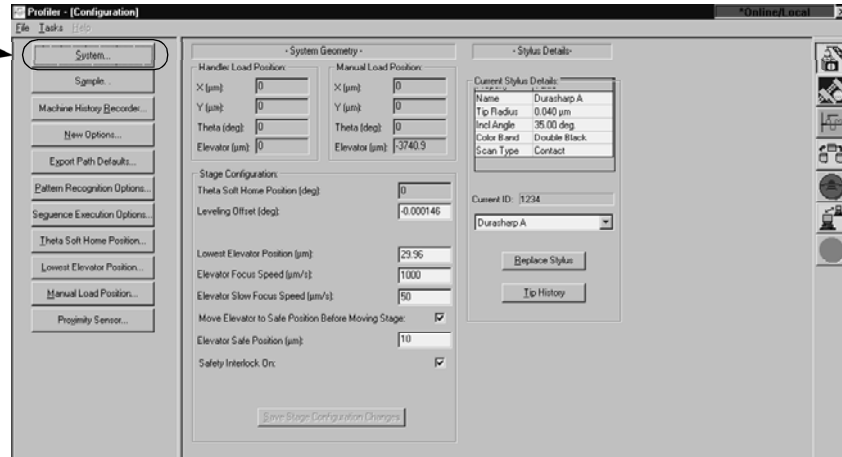 Profiler - [Configuration]
*Online/Local
File Tasks Help
System...
Sample. .
Machine History Recorder...
New Options...
Export Path Defaults...
Pattern Recognition Options...
Sequence Execution Options...
Theta Soft Home Position...
Lowest Elevator Position...
Manual Load Position...
Proximity Sensor...
- System Geometry -
Handler Load Position:
X (µm): 0
Y (µm): 0
Theta (deg): 0
Elevator (µm): 0
Manual Load Position:
X (µm): 0
Y (µm): 0
Theta (deg): 0
Elevator (µm): -3740.9
Stage Configuration:
Theta Soft Home Position (deg): 0
Leveling Offset (deg): -0.000146
Lowest Elevator Position (µm): 29.96
Elevator Focus Speed (µm/s): 1000
Elevator Slow Focus Speed (µm/s): 50
Move Elevator to Safe Position Before Moving Stage:
Elevator Safe Position (µm): 10
Safety Interlock On:
Save Stage Configuration Changes
- Stylus Details-
Current Stylus Details:
Name Durasharp A
Tip Radius 0.040 µm
Incl Angle 35.00 deg
Color Band Double Black
Scan Type Contact
Current ID: 1234
Durasharp A
Replace Stylus
Tip History